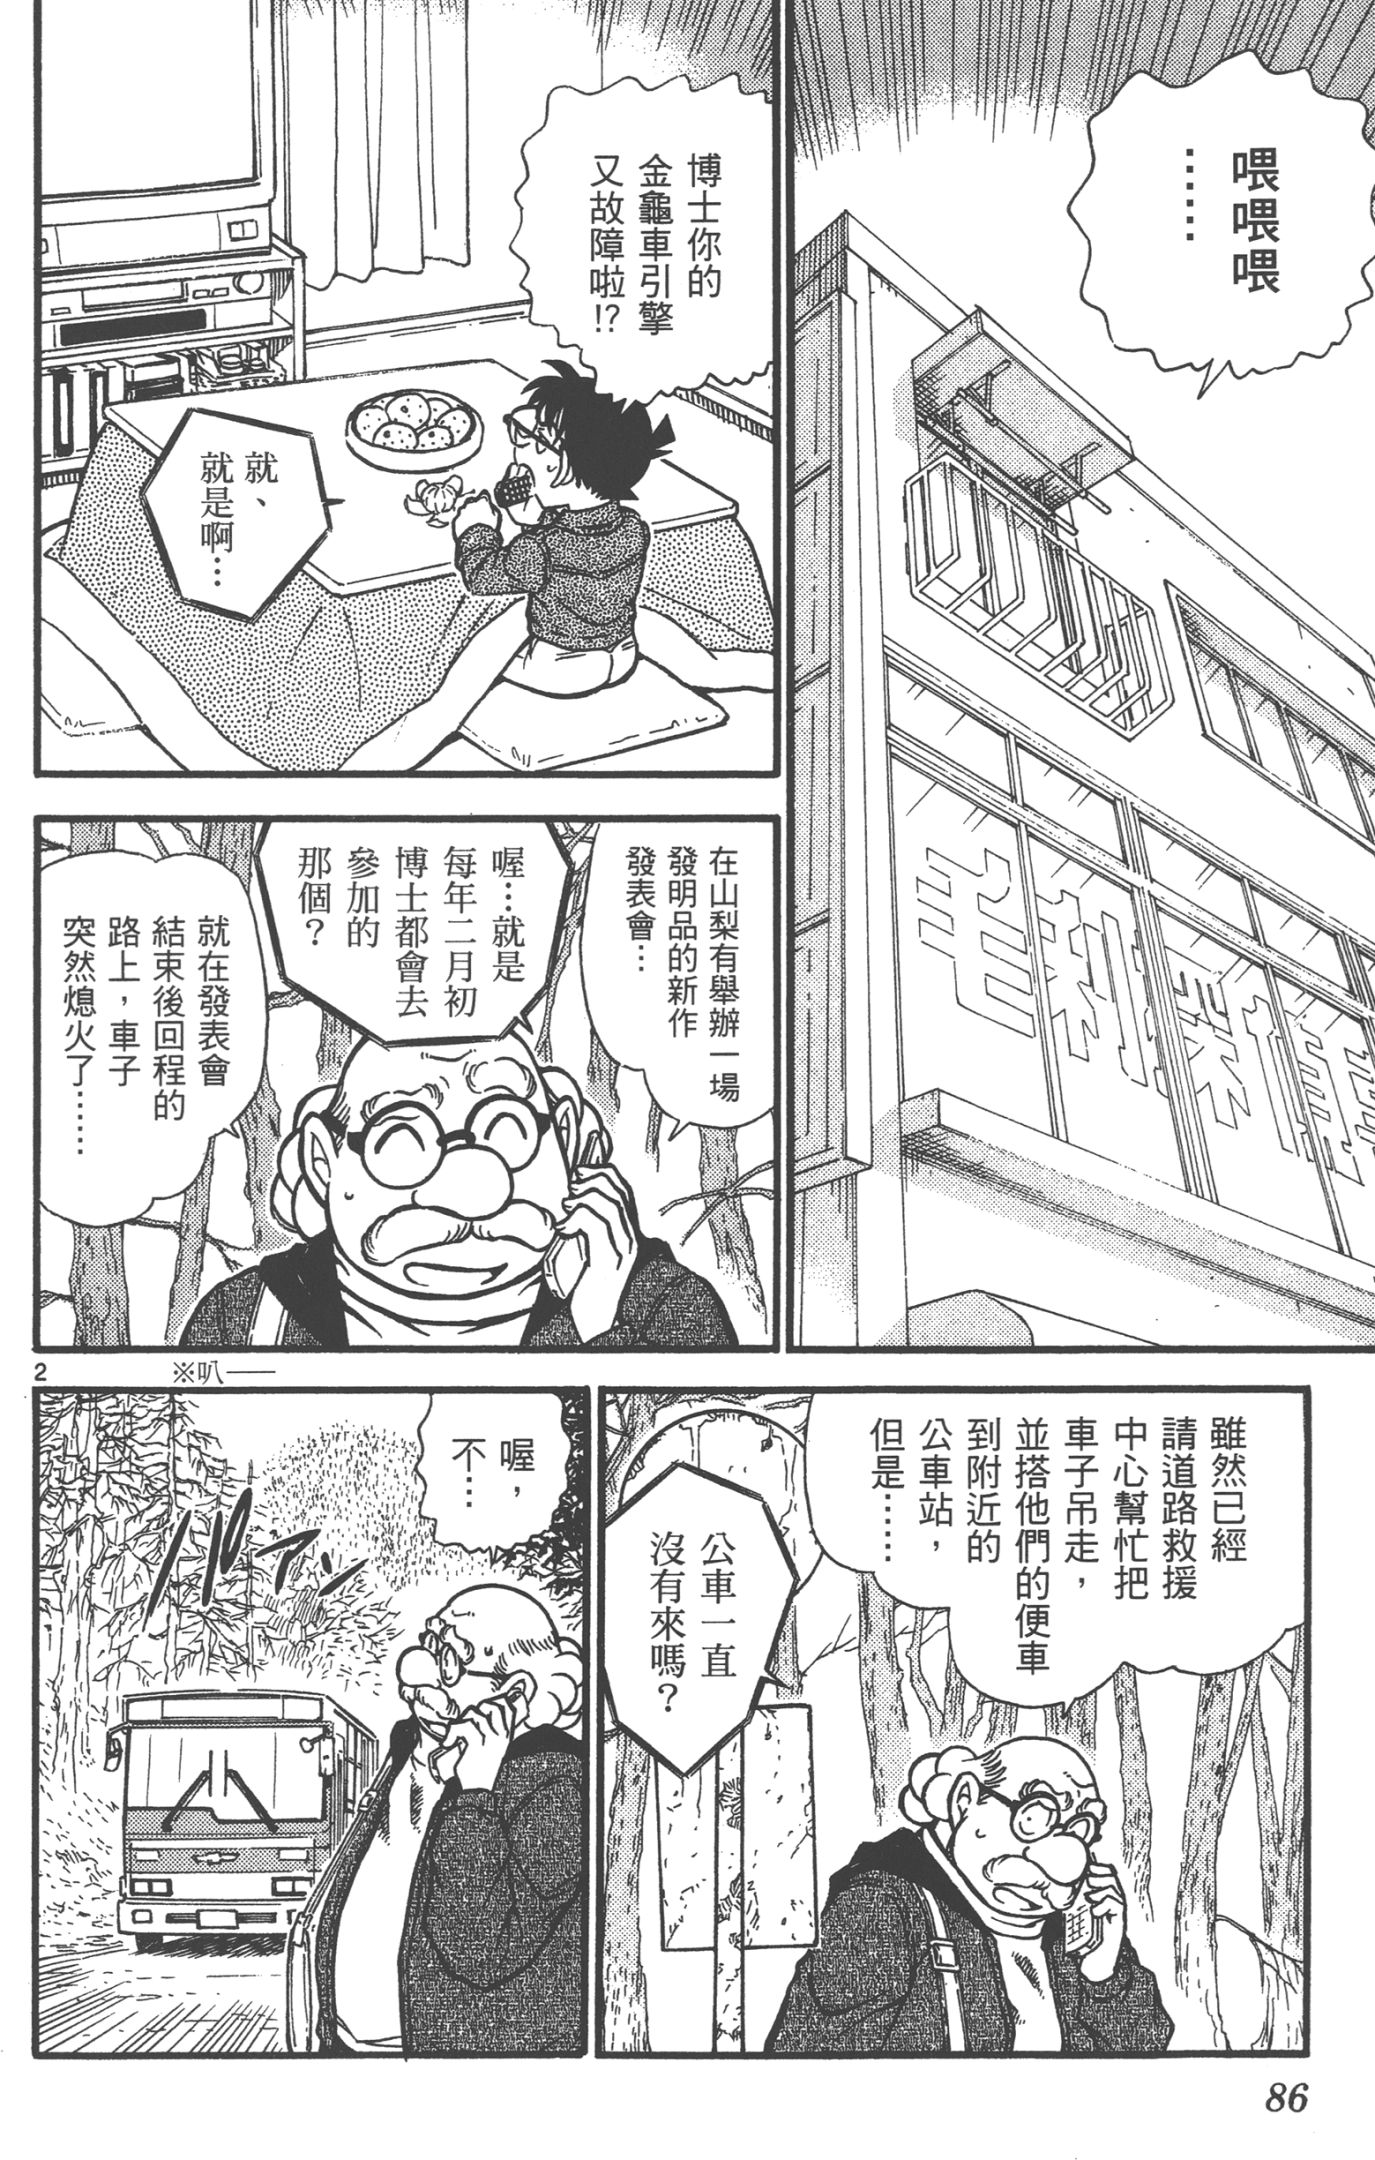 喂喂喂
……
博士你的
金龜車引擎
又故障啦!?
就、
就是啊…
毛利偵探
在山梨有舉辦一場
發明品的新作
發表會…
喔…就是
每年二月初
博士都會去
參加的
那個？
就在發表會
結束後回程的
路上，車子
突然熄火了……
2
※叭——
雖然已經
請道路救援
中心幫忙把
車子吊走，
並搭他們的便車
到附近的
公車站，
但是……
公車一直
沒有來嗎？
喔，
不…
パァン
86